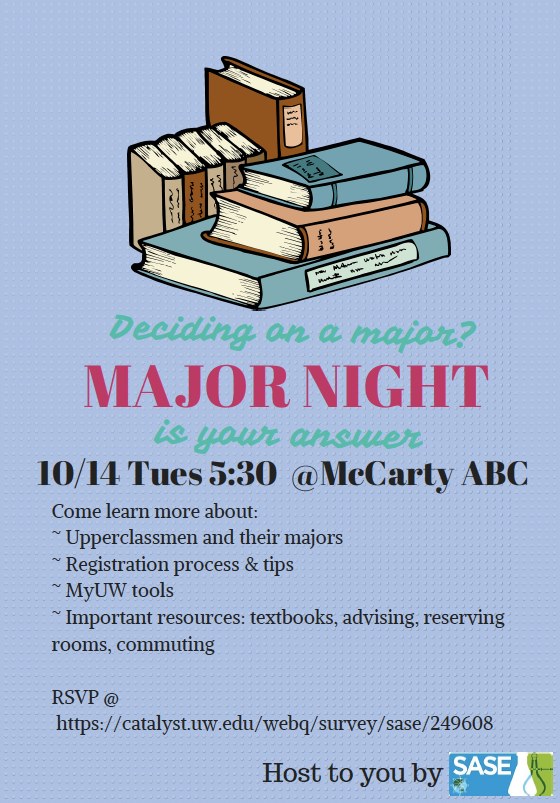 Deciding on a major?
MAJOR NIGHT
is your answer
10/14 Tues 5:30 @McCarty ABC
Come learn more about:
~ Upperclassmen and their majors
~ Registration process & tips
~ MyUW tools
~ Important resources: textbooks, advising, reserving
rooms, commuting
RSVP @
https://catalyst.uw.edu/webq/survey/sase/249608
Host to you by SASE